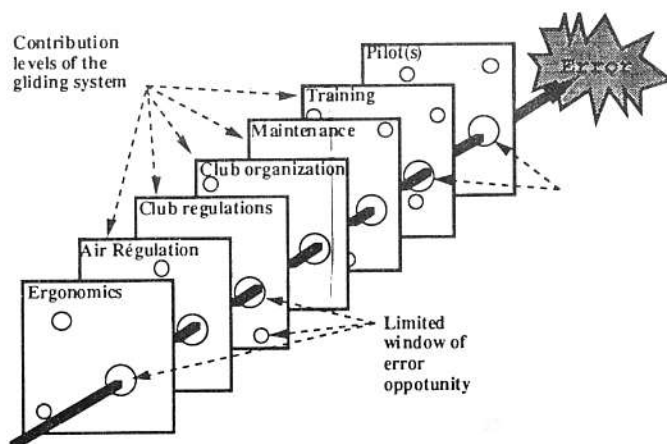 Contribution
levels of the
gliding system
Pilot(s)
Error
Training
Maintenance
Club organization
Club regulations
Air Régulation
Ergonomics
Limited
window of
error
oppotunity